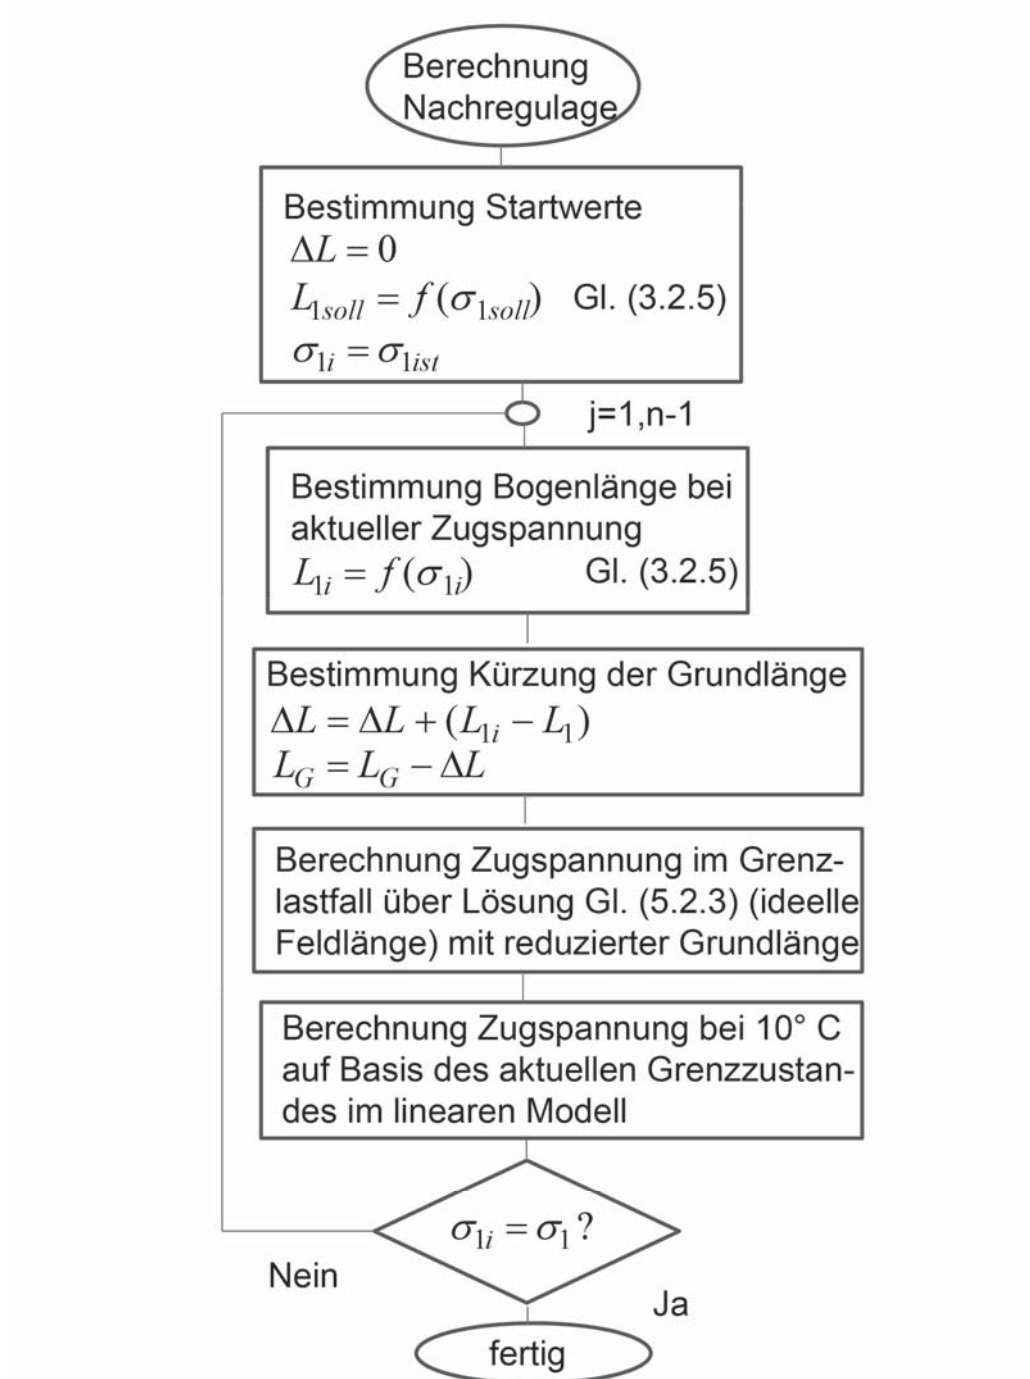 Berechnung
Nachregulage
Bestimmung Startwerte
ΔL = 0
L₁soll = f(σ₁soll) Gl. (3.2.5)
σ₁i = σ₁ist
j=1,n-1
Bestimmung Bogenlänge bei
aktueller Zugspannung
L₁i = f(σ₁i) Gl. (3.2.5)
Bestimmung Kürzung der Grundlänge
ΔL = ΔL + (L₁i − L₁)
L_G = L_G − ΔL
Berechnung Zugspannung im Grenz-
lastfall über Lösung Gl. (5.2.3) (ideelle
Feldlänge) mit reduzierter Grundlänge
Berechnung Zugspannung bei 10° C
auf Basis des aktuellen Grenzzustan-
des im linearen Modell
σ₁i = σ₁?
Nein
Ja
fertig